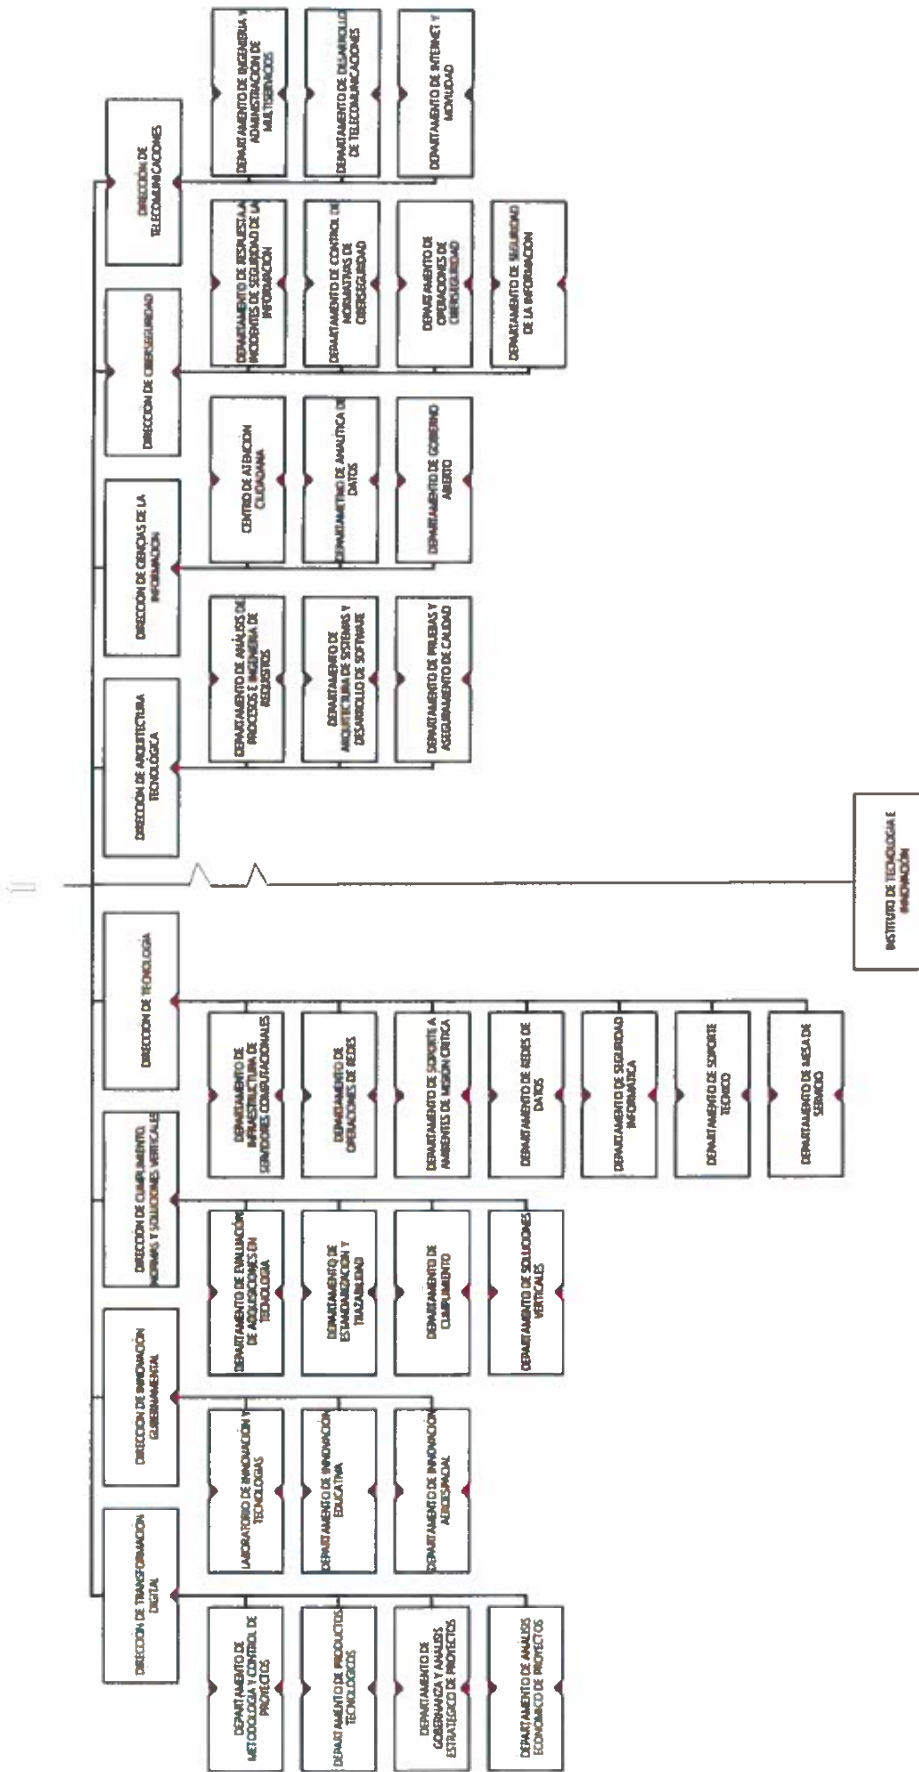 DIRECCIÓN DE TRANSFORMACIÓN
DIGITAL
DEPARTAMENTO DE
METODOLOGÍA Y CONTROL DE
PROYECTOS
DEPARTAMENTO DE PRODUCTOS
TECNOLÓGICOS
DEPARTAMENTO DE
GOBERNANZA Y ANÁLISIS
ESTRATÉGICO DE PROYECTOS
DEPARTAMENTO DE ANÁLISIS
ECONÓMICO DE PROYECTOS
DIRECCIÓN DE INNOVACIÓN
GUBERNAMENTAL
LABORATORIO DE INNOVACIÓN Y
TECNOLOGÍAS
DEPARTAMENTO DE INNOVACIÓN
EDUCATIVA
DEPARTAMENTO DE INNOVACIÓN
AEROESPACIAL
DIRECCIÓN DE CUMPLIMIENTO,
NORMAS Y SOLUCIONES VERTICALES
DEPARTAMENTO DE EVALUACIÓN
DE ADQUISICIONES EN
TECNOLOGÍA
DEPARTAMENTO DE
ESTANDARIZACIÓN Y
TRAZABILIDAD
DEPARTAMENTO DE
CUMPLIMIENTO
DEPARTAMENTO DE SOLUCIONES
VERTICALES
DIRECCIÓN DE TECNOLOGÍA
DEPARTAMENTO DE
INFRAESTRUCTURA DE
SERVIDORES COMPUTACIONALES
DEPARTAMENTO DE
OPERACIONES DE REDES
DEPARTAMENTO DE SOPORTE A
AMBIENTES DE MISIÓN CRITICA
DEPARTAMENTO DE REDES DE
DATOS
DEPARTAMENTO DE SEGURIDAD
INFORMÁTICA
DEPARTAMENTO DE SOPORTE
TECNICO
DEPARTAMENTO DE MESA DE
SERVICIO
DIRECCIÓN DE ARQUITECTURA
TECNOLÓGICA
DEPARTAMENTO DE ANÁLISIS DE
PROCESOS E INGENIERIA DE
REQUISITOS
DEPARTAMENTO DE
ARQUITECTURA DE SISTEMAS Y
DESARROLLO DE SOFTWARE
DEPARTAMENTO DE PRUEBAS Y
ASEGURAMIENTO DE CALIDAD
DIRECCIÓN DE CIENCIAS DE LA
INFORMACIÓN
CENTRO DE ATENCION
CIUDADANA
DEPARTAMETNO DE ANALÍTICA DE
DATOS
DEPARTAMENTO DE GOBIERNO
ABIERTO
DIRECCIÓN DE CIBERSEGURIDAD
DEPARTAMENTO DE RESPUESTA A
INCIDENTES DE SEGURIDAD DE LA
INFORMACIÓN
DEPARTAMENTO DE CONTROL DE
NORMATIVAS DE
CIBERSEGURIDAD
DEPARTAMENTO DE
OPERACIONES DE
CIBERSEGURIDAD
DEPARTAMENTO DE SEGURIDAD
DE LA INFORMACION
DIRECCIÓN DE
TELECOMUNICACIONES
DEPARTAMENTO DE INGENIERIA Y
ADMINISTRACIÓN DE
MULTISERVICIOS
DEPARTAMENTO DE DESARROLLO
DE TELECOMUNICACIONES
DEPARTAMENTO DE INTERNET Y
MOVILIDAD
INSTITUTO DE TECNOLOGIA E
INNOVACIÓN